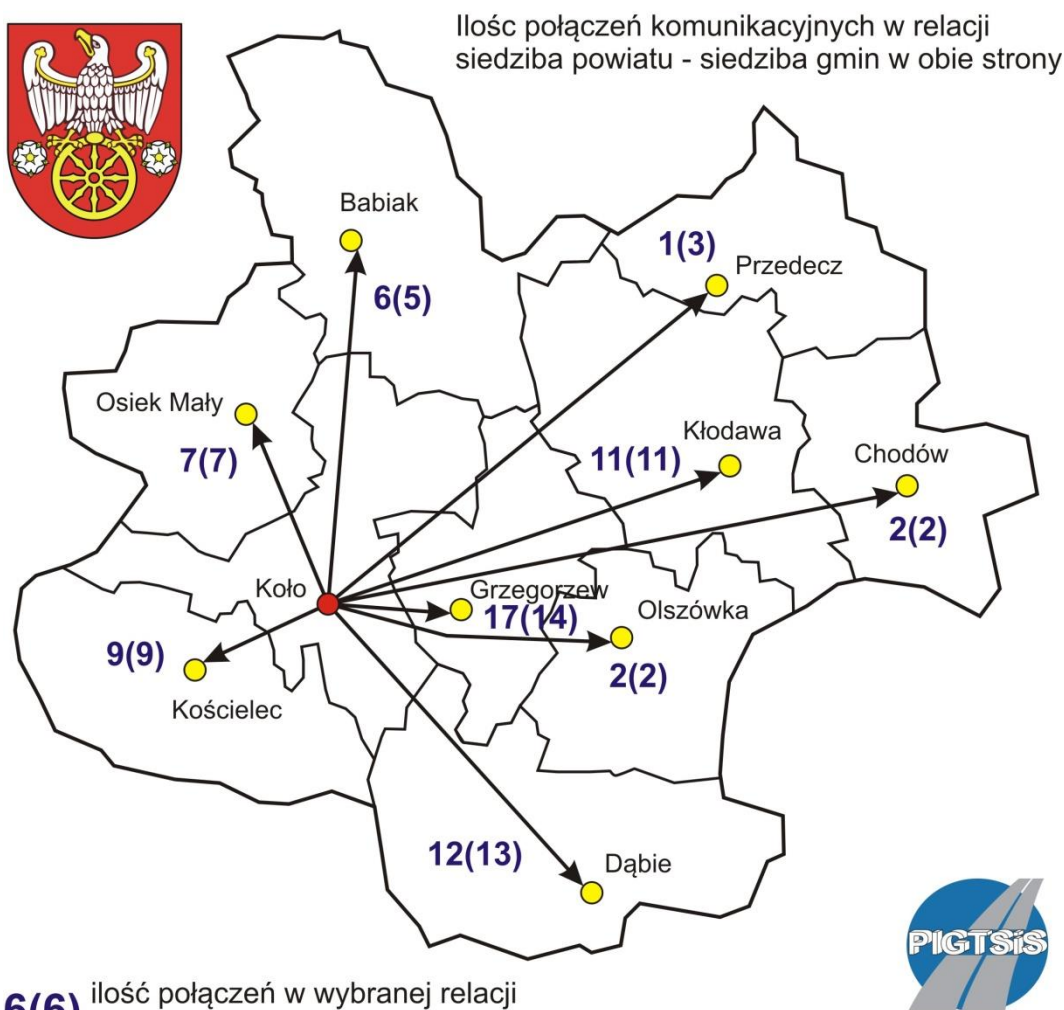 Ilośc połączeń komunikacyjnych w relacji
siedziba powiatu - siedziba gmin w obie strony
Babiak
6(5)
1(3)
Przedecz
Osiek Mały
7(7)
Kłodawa
11(11)
Chodów
2(2)
Koło
Grzegorzew
17(14)
Olszówka
2(2)
9(9)
Kościelec
12(13)
Dąbie
PIGTSiS
6(6) ilość połączeń w wybranej relacji